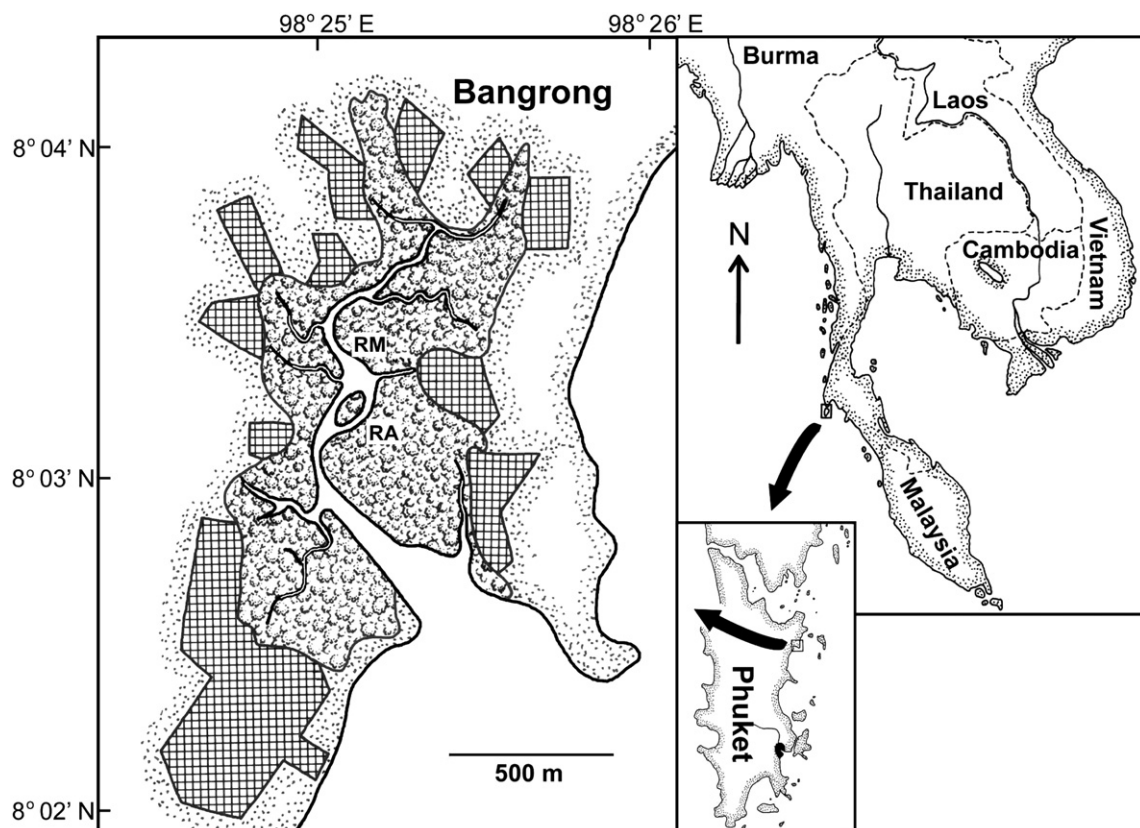 98° 25' E
98° 26' E
Bangrong
8° 04' N
8° 03' N
8° 02' N
RM
RA
500 m
Burma
Laos
Thailand
Cambodia
Vietnam
N
Malaysia
Phuket